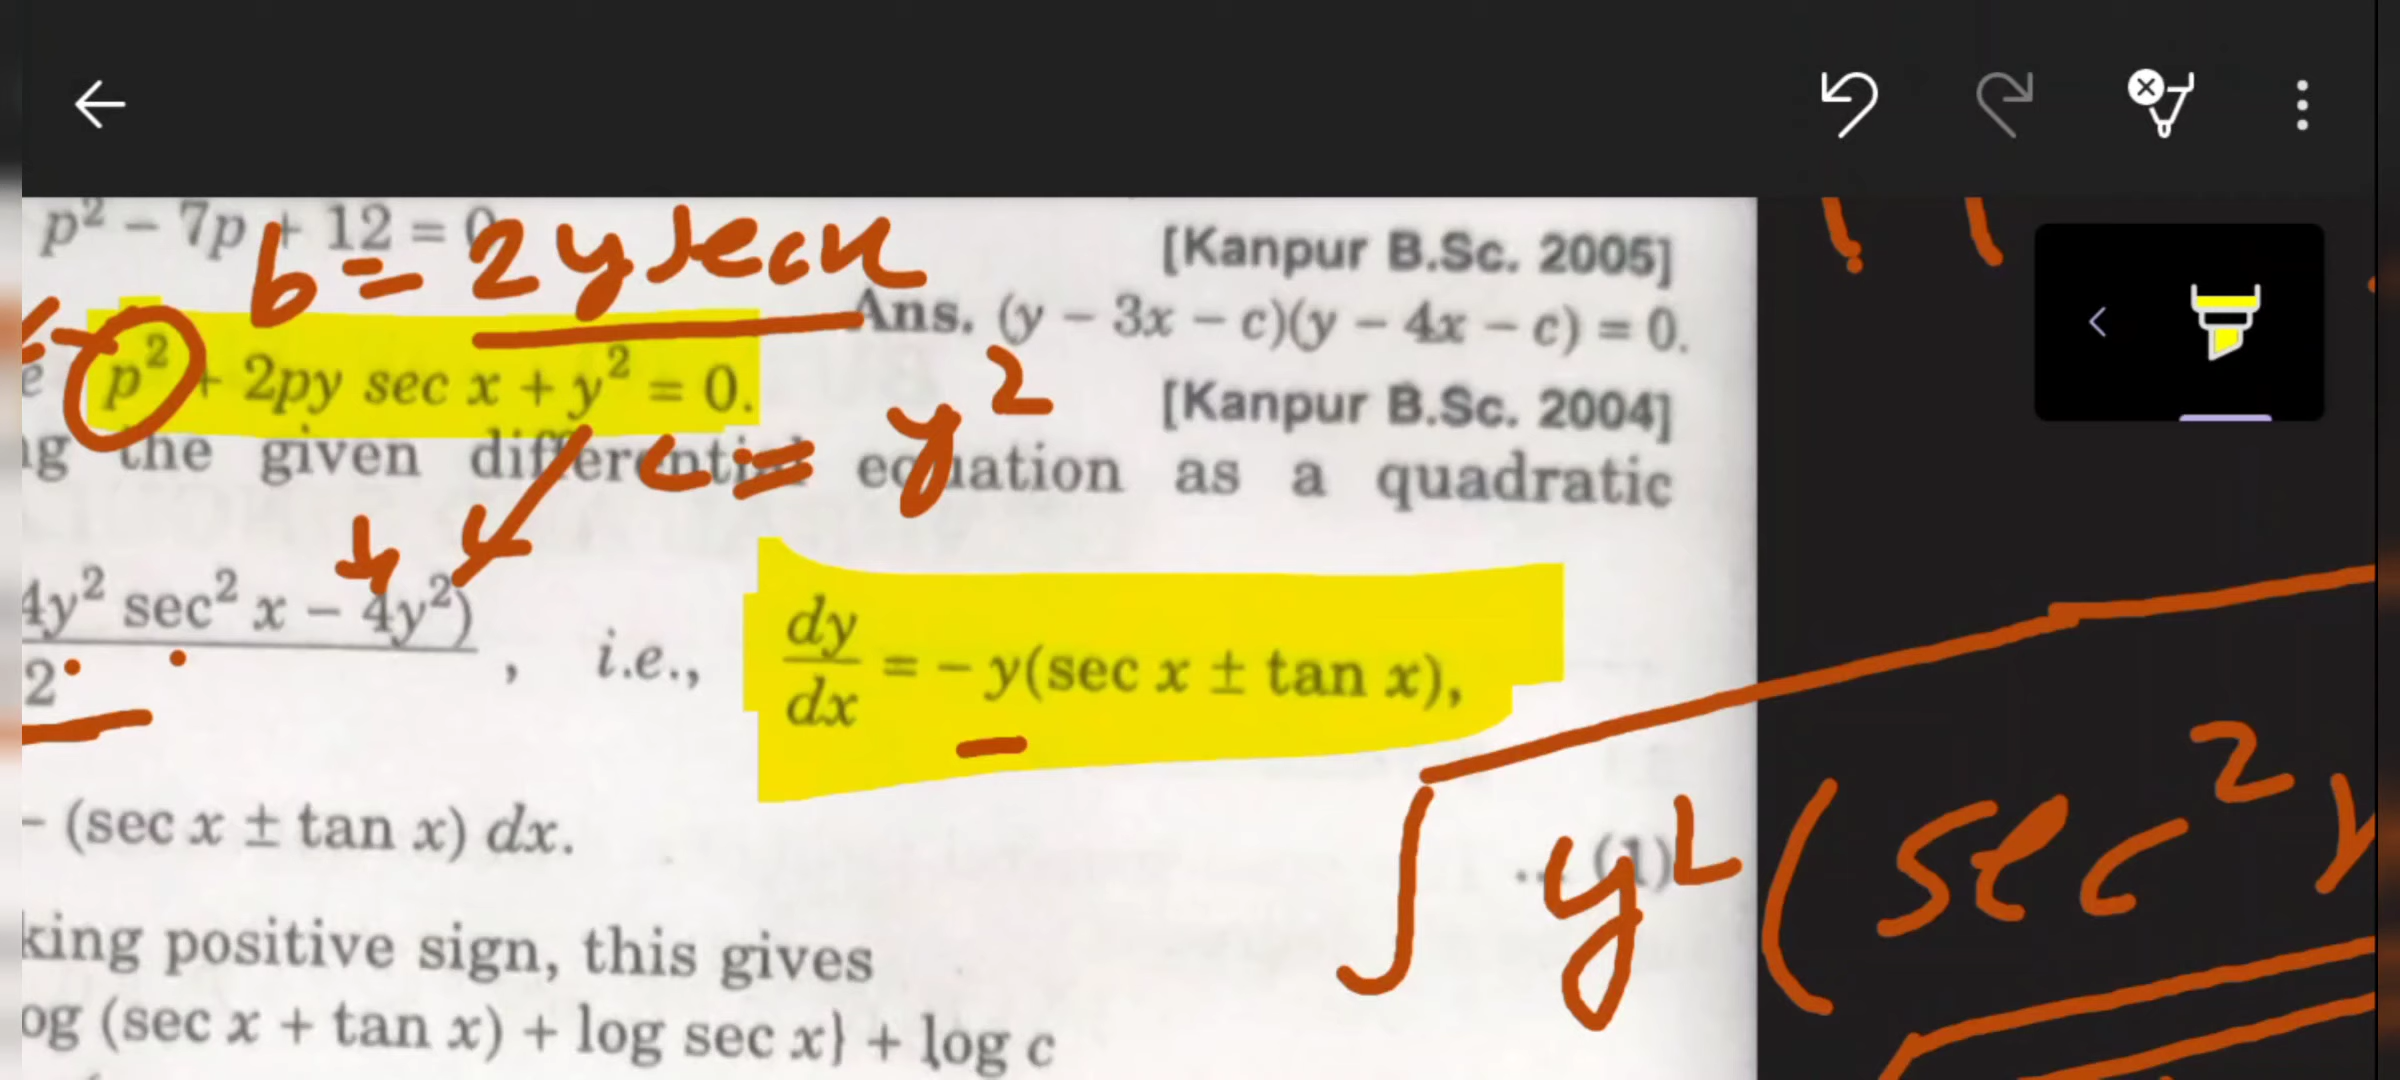 p² − 7p + 12 = 0
b = 2y secx
[Kanpur B.Sc. 2005]
Ans. (y − 3x − c)(y − 4x − c) = 0.
p² + 2py sec x + y² = 0.
[Kanpur B.Sc. 2004]
c = y²
the given differential equation as a quadratic
4y² sec² x − 4y²)
2
, i.e., dy/dx = − y(sec x ± tan x),
− (sec x ± tan x) dx.
... (1)
y² (sec²
king positive sign, this gives
og (sec x + tan x) + log sec x} + log c